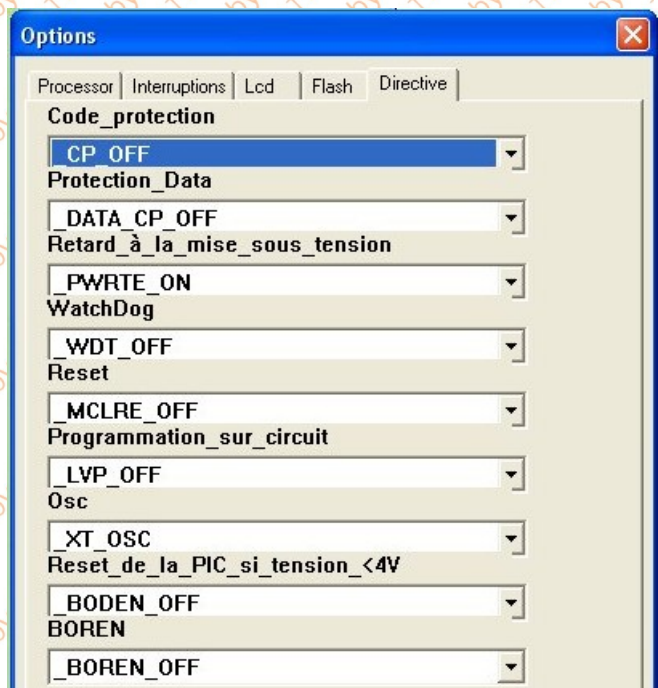 Options
Processor Interruptions Lcd Flash Directive
Code_protection
_CP_OFF
Protection_Data
_DATA_CP_OFF
Retard_à_la_mise_sous_tension
_PWRTE_ON
WatchDog
_WDT_OFF
Reset
_MCLRE_OFF
Programmation_sur_circuit
_LVP_OFF
Osc
_XT_OSC
Reset_de_la_PIC_si_tension_<4V
_BODEN_OFF
BOREN
_BOREN_OFF